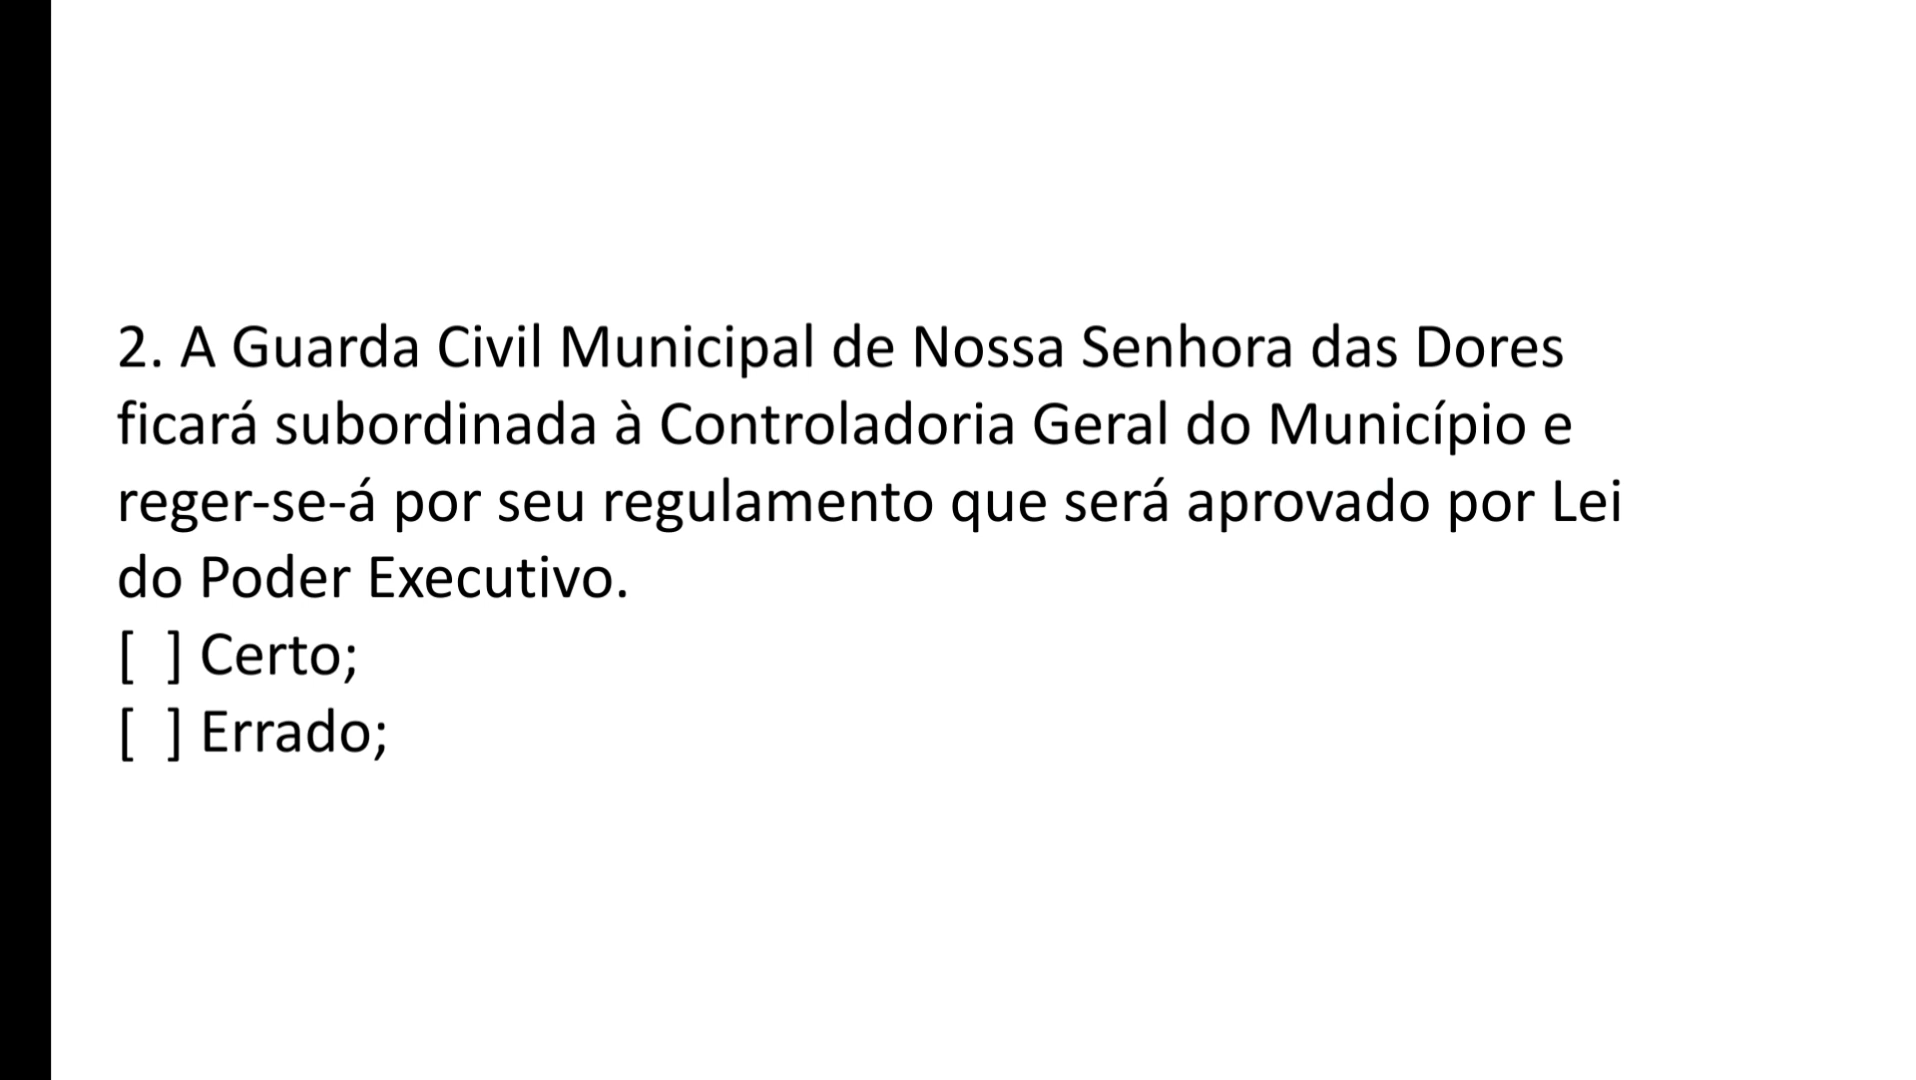 2. A Guarda Civil Municipal de Nossa Senhora das Dores
ficará subordinada à Controladoria Geral do Município e
reger-se-á por seu regulamento que será aprovado por Lei
do Poder Executivo.
[  ] Certo;
[  ] Errado;